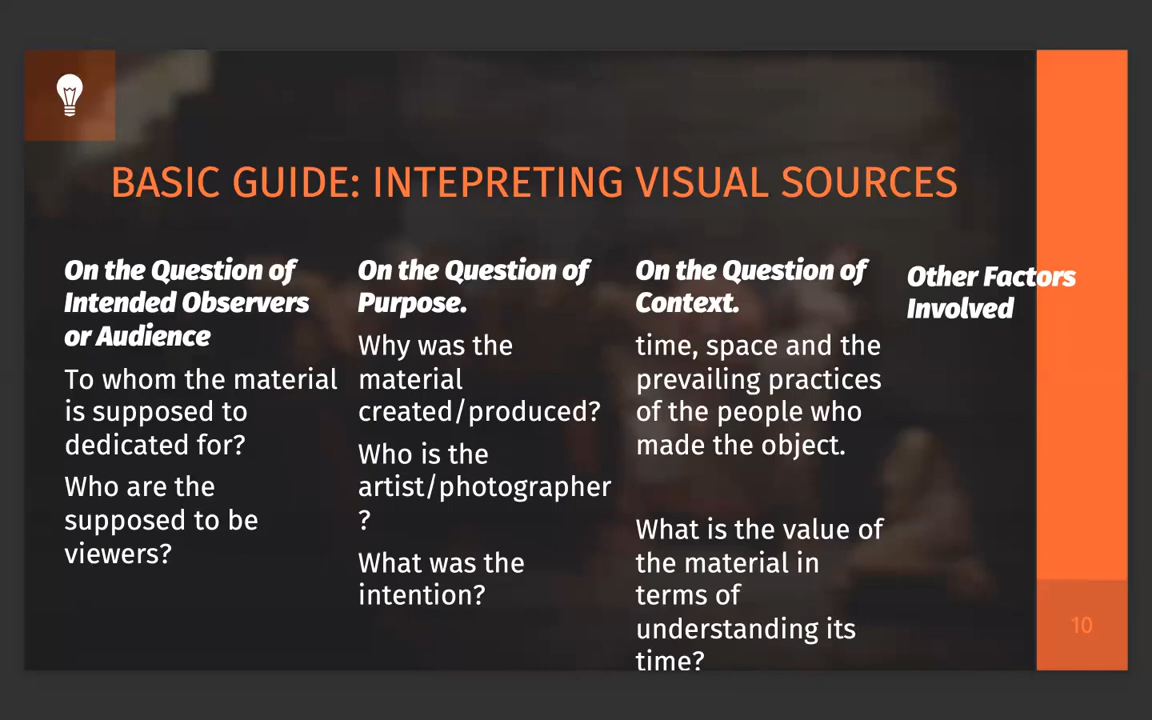 BASIC GUIDE: INTEPRETING VISUAL SOURCES
On the Question of
Intended Observers
or Audience
To whom the material
is supposed to
dedicated for?
Who are the
supposed to be
viewers?
On the Question of
Purpose.
Why was the
material
created/produced?
Who is the
artist/photographer
?
What was the
intention?
On the Question of
Context.
time, space and the
prevailing practices
of the people who
made the object.
What is the value of
the material in
terms of
understanding its
time?
Other Factors
Involved
10